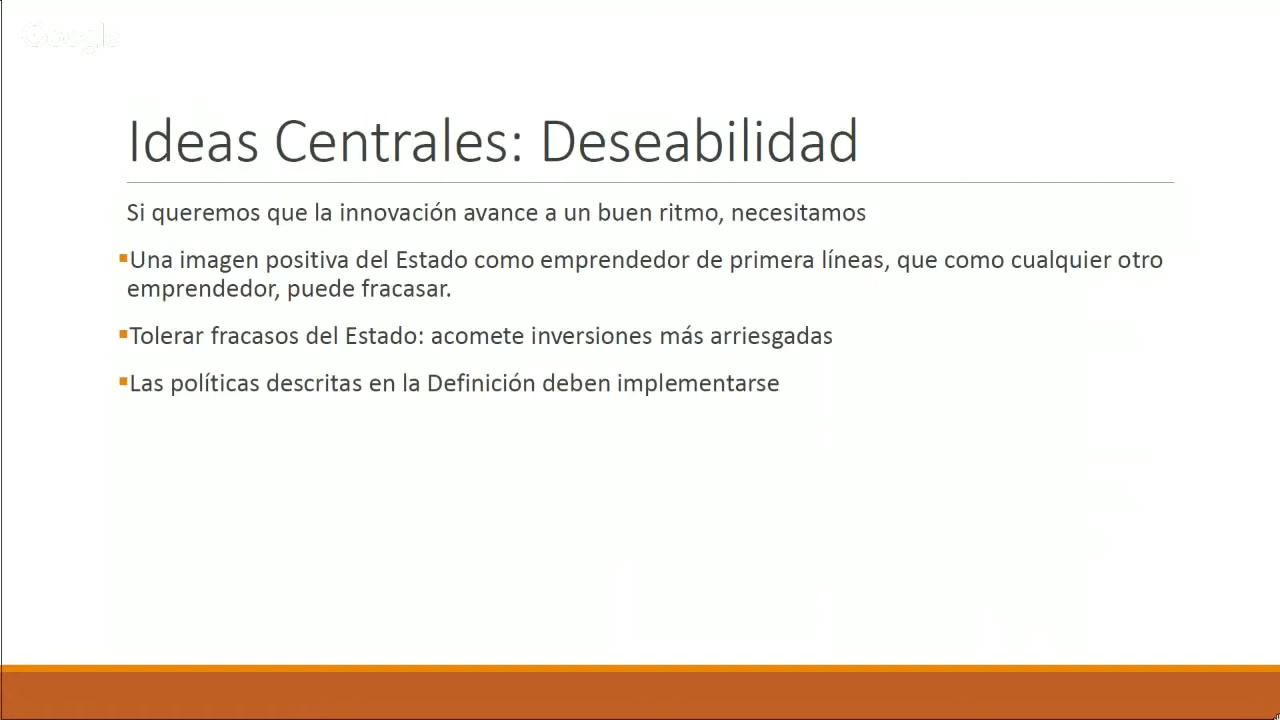 Google
Ideas Centrales: Deseabilidad
Si queremos que la innovación avance a un buen ritmo, necesitamos
▪Una imagen positiva del Estado como emprendedor de primera líneas, que como cualquier otro
emprendedor, puede fracasar.
▪Tolerar fracasos del Estado: acomete inversiones más arriesgadas
▪Las políticas descritas en la Definición deben implementarse